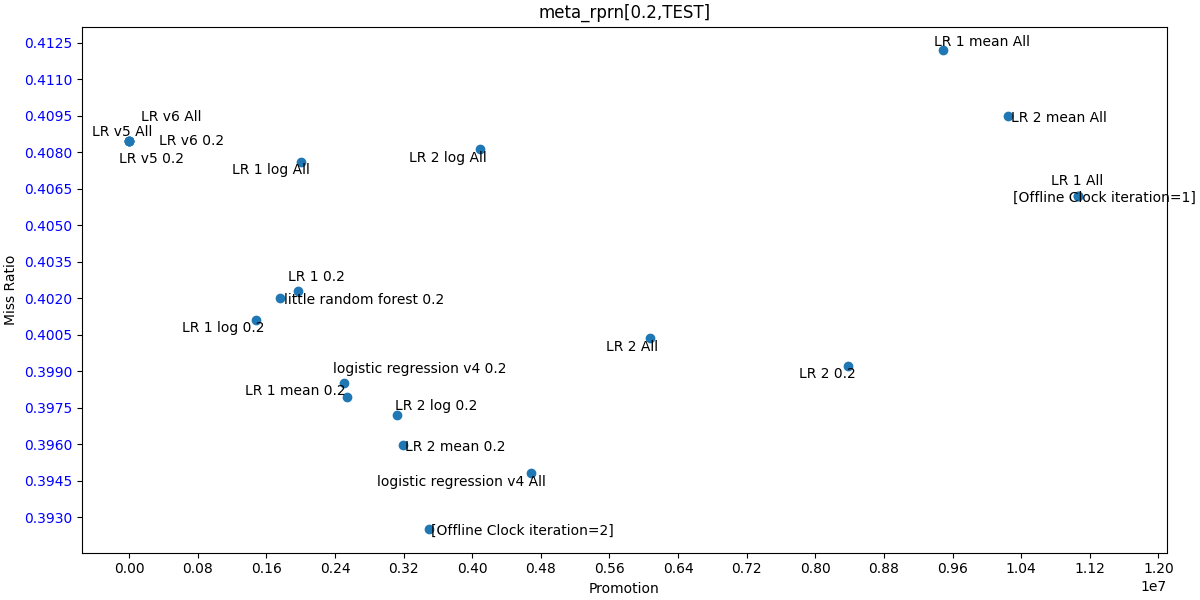 meta_rprn[0.2,TEST]
0.4125
0.4110
0.4095
0.4080
0.4065
0.4050
0.4035
0.4020
0.4005
0.3990
0.3975
0.3960
0.3945
0.3930
Miss Ratio
LR 1 mean All
LR v6 All
LR 2 mean All
LR v5 All
LR v6 0.2
LR v5 0.2
LR 2 log All
LR 1 log All
LR 1 All
[Offline Clock iteration=1]
LR 1 0.2
little random forest 0.2
LR 1 log 0.2
LR 2 All
logistic regression v4 0.2
LR 2 0.2
LR 1 mean 0.2
LR 2 log 0.2
LR 2 mean 0.2
logistic regression v4 All
[Offline Clock iteration=2]
0.00 0.08 0.16 0.24 0.32 0.40 0.48 0.56 0.64 0.72 0.80 0.88 0.96 1.04 1.12 1.20
1e7
Promotion